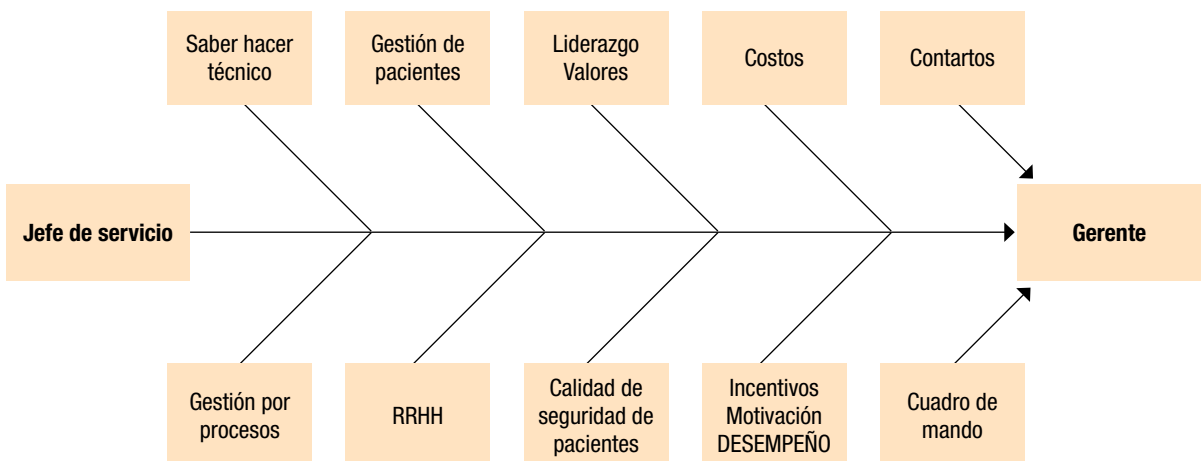 Saber hacer
técnico
Gestión de
pacientes
Liderazgo
Valores
Costos
Contartos
Jefe de servicio
Gerente
Gestión por
procesos
RRHH
Calidad de
seguridad de
pacientes
Incentivos
Motivación
DESEMPEÑO
Cuadro de
mando